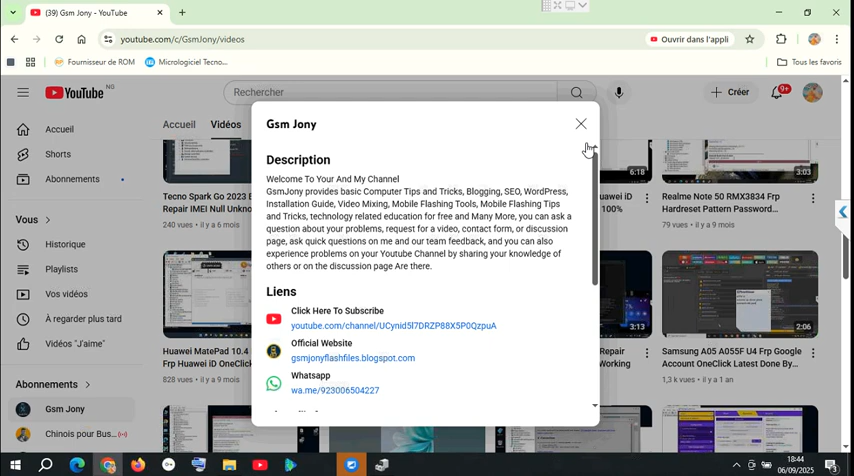 (39) Gsm Jony - YouTube
youtube.com/c/GsmJony/videos
Ouvrir dans l'appli
Fournisseur de ROM
Micrologiciel Tecno...
Tous les favoris
YouTube NG
Rechercher
Créer
9+
Accueil
Shorts
Abonnements
Vous
Historique
Playlists
Vos vidéos
À regarder plus tard
Vidéos "J'aime"
Abonnements
Gsm Jony
Chinois pour Bus...
Accueil
Vidéos
Tecno Spark Go 2023 B
Repair IMEI Null Unkno
240 vues • il y a 6 mois
6:18
Huawei iD
100%
3:03
Realme Note 50 RMX3834 Frp
Hardreset Pattern Password...
79 vues • il y a 9 mois
Huawei MatePad 10.4
Frp Huawei iD OneClick
828 vues • il y a 9 mois
3:13
Repair
Working
2:06
Samsung A05 A055F U4 Frp Google
Account OneClick Latest Done By...
1,3 k vues • il y a 1 an
Gsm Jony
Description
Welcome To Your And My Channel
GsmJony provides basic Computer Tips and Tricks, Blogging, SEO, WordPress,
Installation Guide, Video Mixing, Mobile Flashing Tools, Mobile Flashing Tips
and Tricks, technology related education for free and Many More, you can ask a
question about your problems, request for a video, contact form, or discussion
page, ask quick questions on me and our team feedback, and you can also
experience problems on your Youtube Channel by sharing your knowledge of
others or on the discussion page Are there.
Liens
Click Here To Subscribe
youtube.com/channel/UCynid5l7DRZP88X5P0QzpuA
Official Website
gsmjonyflashfiles.blogspot.com
Whatsapp
wa.me/923006504227
18:44
06/09/2025
3